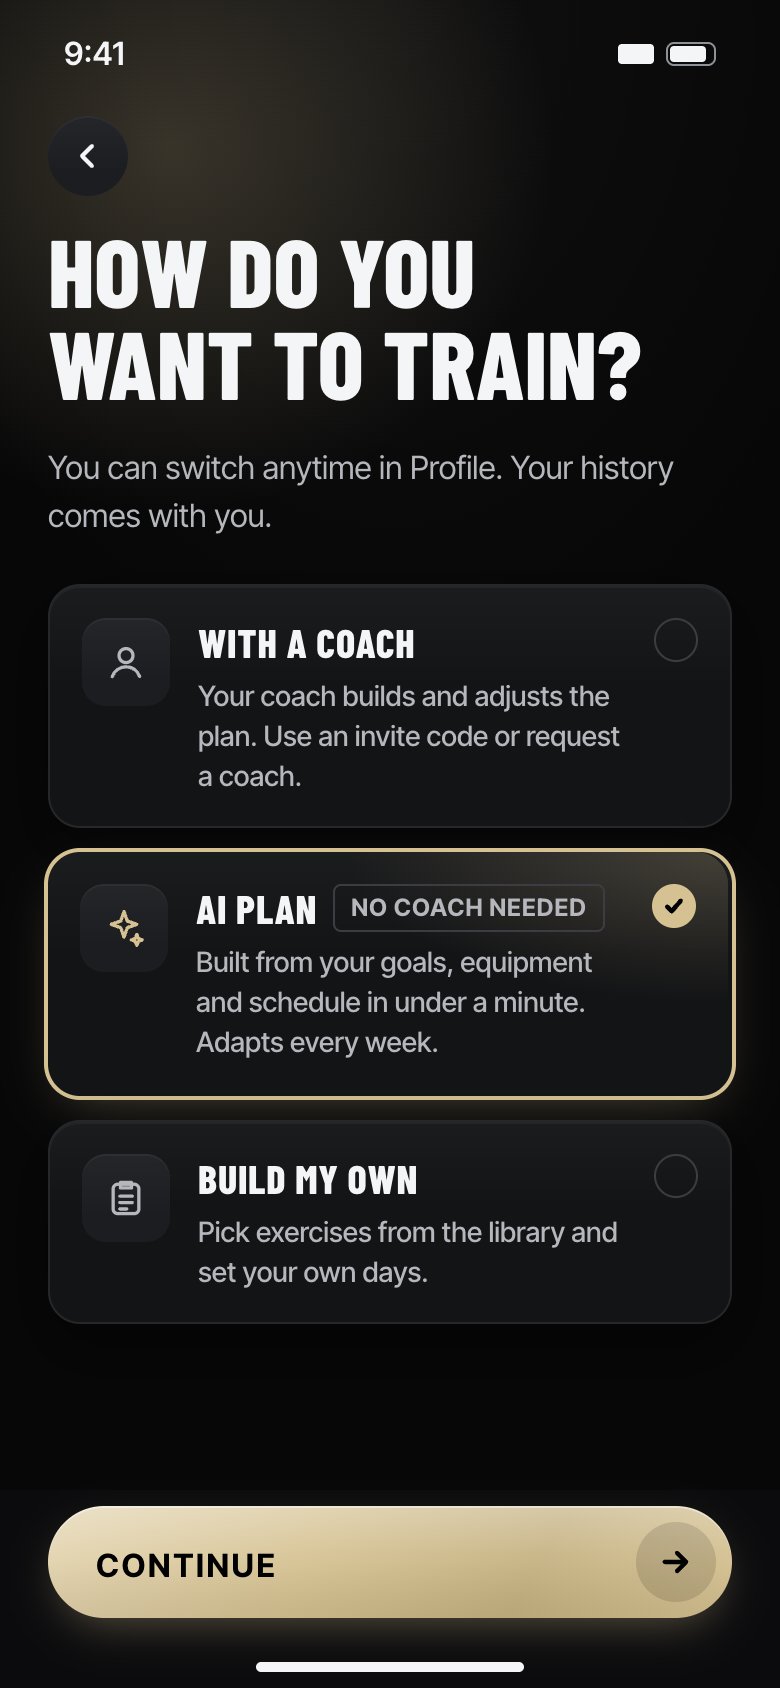 9:41
HOW DO YOU
WANT TO TRAIN?
You can switch anytime in Profile. Your history
comes with you.
WITH A COACH
Your coach builds and adjusts the
plan. Use an invite code or request
a coach.
AI PLAN NO COACH NEEDED
Built from your goals, equipment
and schedule in under a minute.
Adapts every week.
BUILD MY OWN
Pick exercises from the library and
set your own days.
CONTINUE